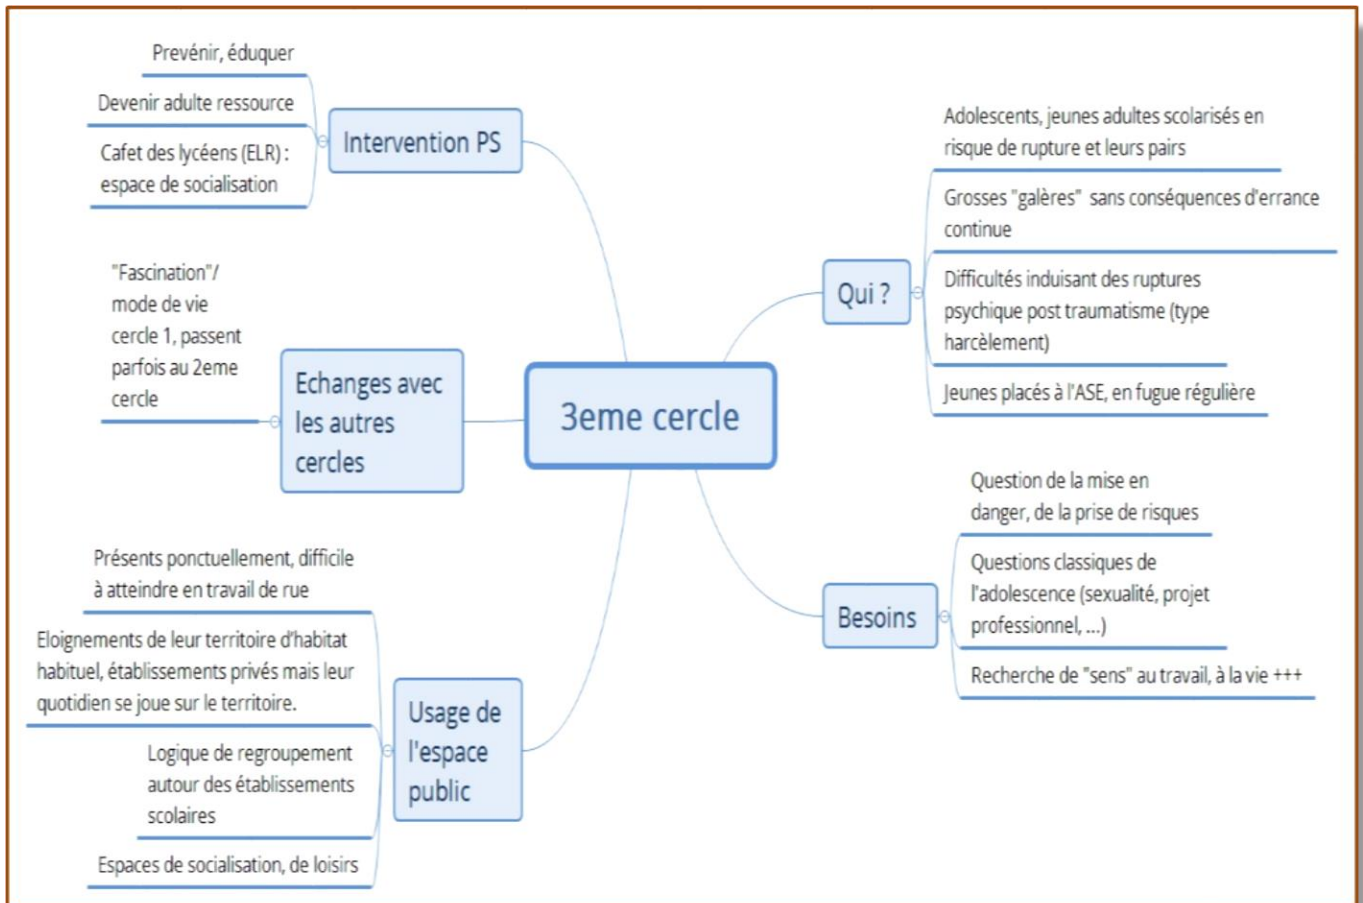 Prevénir, éduquer
Devenir adulte ressource
Cafet des lycéens (ELR) :
espace de socialisation
Intervention PS
"Fascination"/
mode de vie
cercle 1, passent
parfois au 2eme
cercle
Echanges avec
les autres
cercles
Présents ponctuellement, difficile
à atteindre en travail de rue
Eloignements de leur territoire d'habitat
habituel, établissements privés mais leur
quotidien se joue sur le territoire.
Logique de regroupement
autour des établissements
scolaires
Espaces de socialisation, de loisirs
Usage de
l'espace
public
3eme cercle
Qui ?
Adolescents, jeunes adultes scolarisés en
risque de rupture et leurs pairs
Grosses "galères" sans conséquences d'errance
continue
Difficultés induisant des ruptures
psychique post traumatisme (type
harcèlement)
Jeunes placés à l'ASE, en fugue régulière
Besoins
Question de la mise en
danger, de la prise de risques
Questions classiques de
l'adolescence (sexualité, projet
professionnel, ...)
Recherche de "sens" au travail, à la vie +++